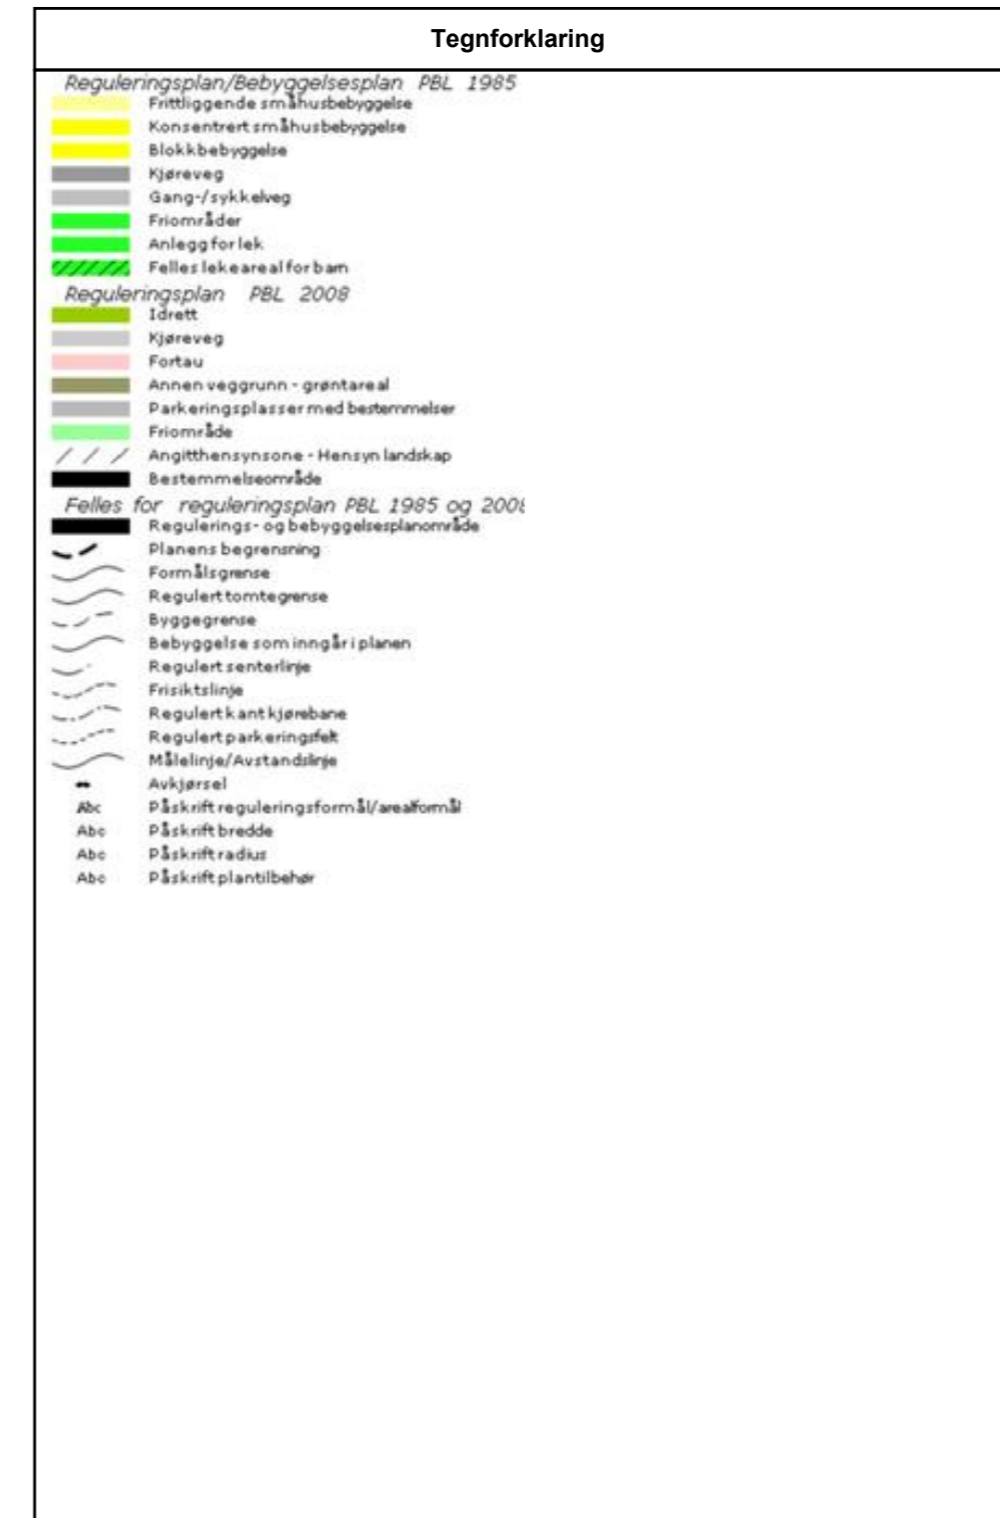 Tegnforklaring
Reguleringsplan/Bebyggelsesplan PBL 1985
Frittliggende småhusbebyggelse
Konsentrert småhusbebyggelse
Blokkbebyggelse
Kjøreveg
Gang-/sykkelveg
Friområder
Anlegg for lek
Felles lekeareal for barn
Reguleringsplan PBL 2008
Idrett
Kjøreveg
Fortau
Annen veggrunn - grøntareal
Parkeringsplasser med bestemmelser
Friområde
Angitthensynsone - Hensyn landskap
Bestemmelseområde
Felles for reguleringsplan PBL 1985 og 2008
Regulerings- og bebyggelsesplanområde
Planens begrensning
Formålsgrense
Regulert tomtegrense
Byggegrense
Bebyggelse som inngår i planen
Regulert senterlinje
Frisiktslinje
Regulert kant kjørebane
Regulert parkeringsfelt
Målelinje/Avstandslinje
Avkjørsel
Abc Påskrift reguleringsformål/arealformål
Abc Påskrift bredde
Abc Påskrift radius
Abc Påskrift plantilbehør